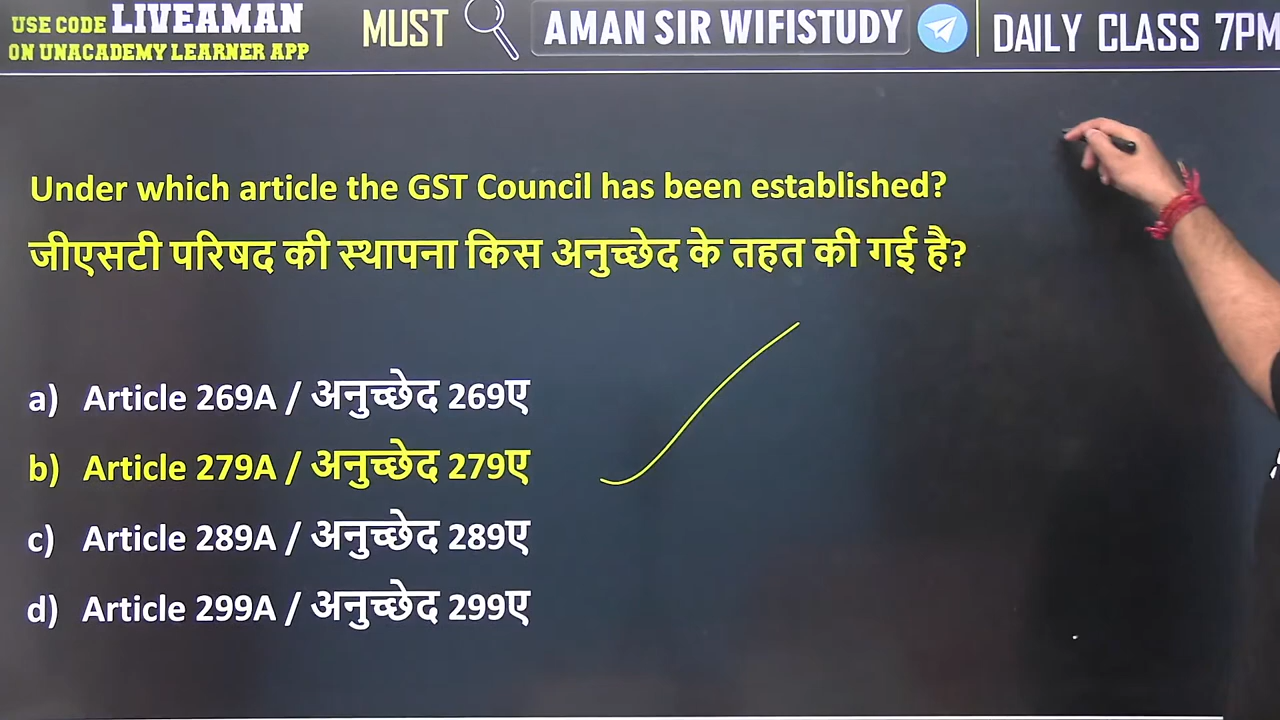 USE CODE LIVEAMAN
ON UNACADEMY LEARNER APP
MUST
AMAN SIR WIFISTUDY
DAILY CLASS 7PM
Under which article the GST Council has been established?
जीएसटी परिषद की स्थापना किस अनुच्छेद के तहत की गई है?
a) Article 269A / अनुच्छेद 269ए
b) Article 279A / अनुच्छेद 279ए
c) Article 289A / अनुच्छेद 289ए
d) Article 299A / अनुच्छेद 299ए